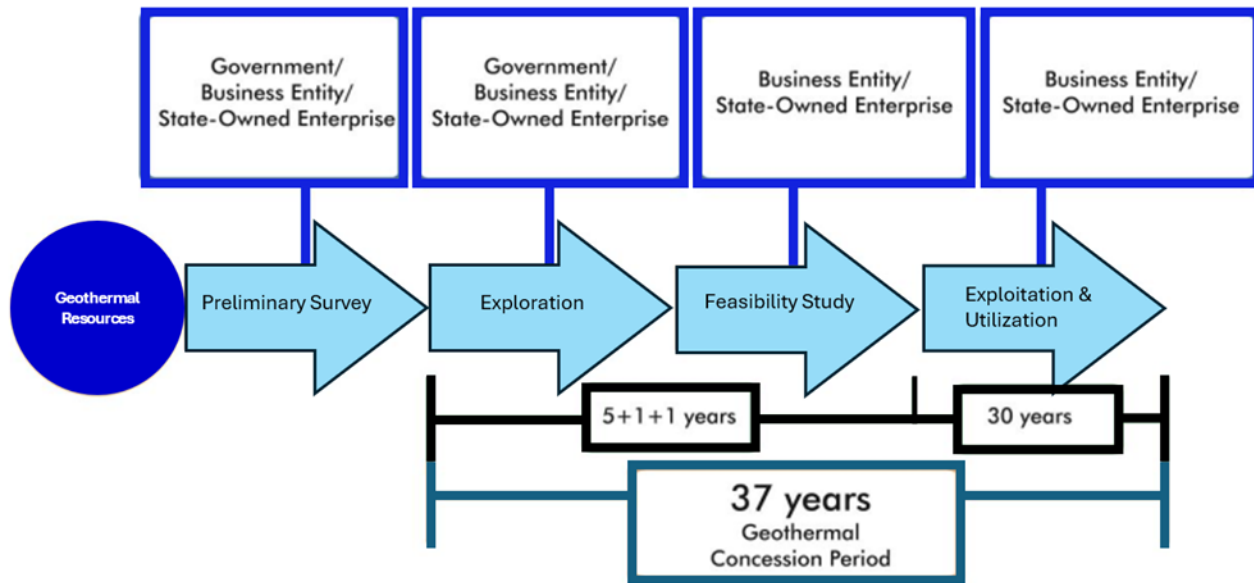 Government/
Business Entity/
State-Owned Enterprise
Government/
Business Entity/
State-Owned Enterprise
Business Entity/
State-Owned Enterprise
Business Entity/
State-Owned Enterprise
Geothermal
Resources
Preliminary Survey
Exploration
Feasibility Study
Exploitation &
Utilization
5+1+1 years
30 years
37 years
Geothermal
Concession Period